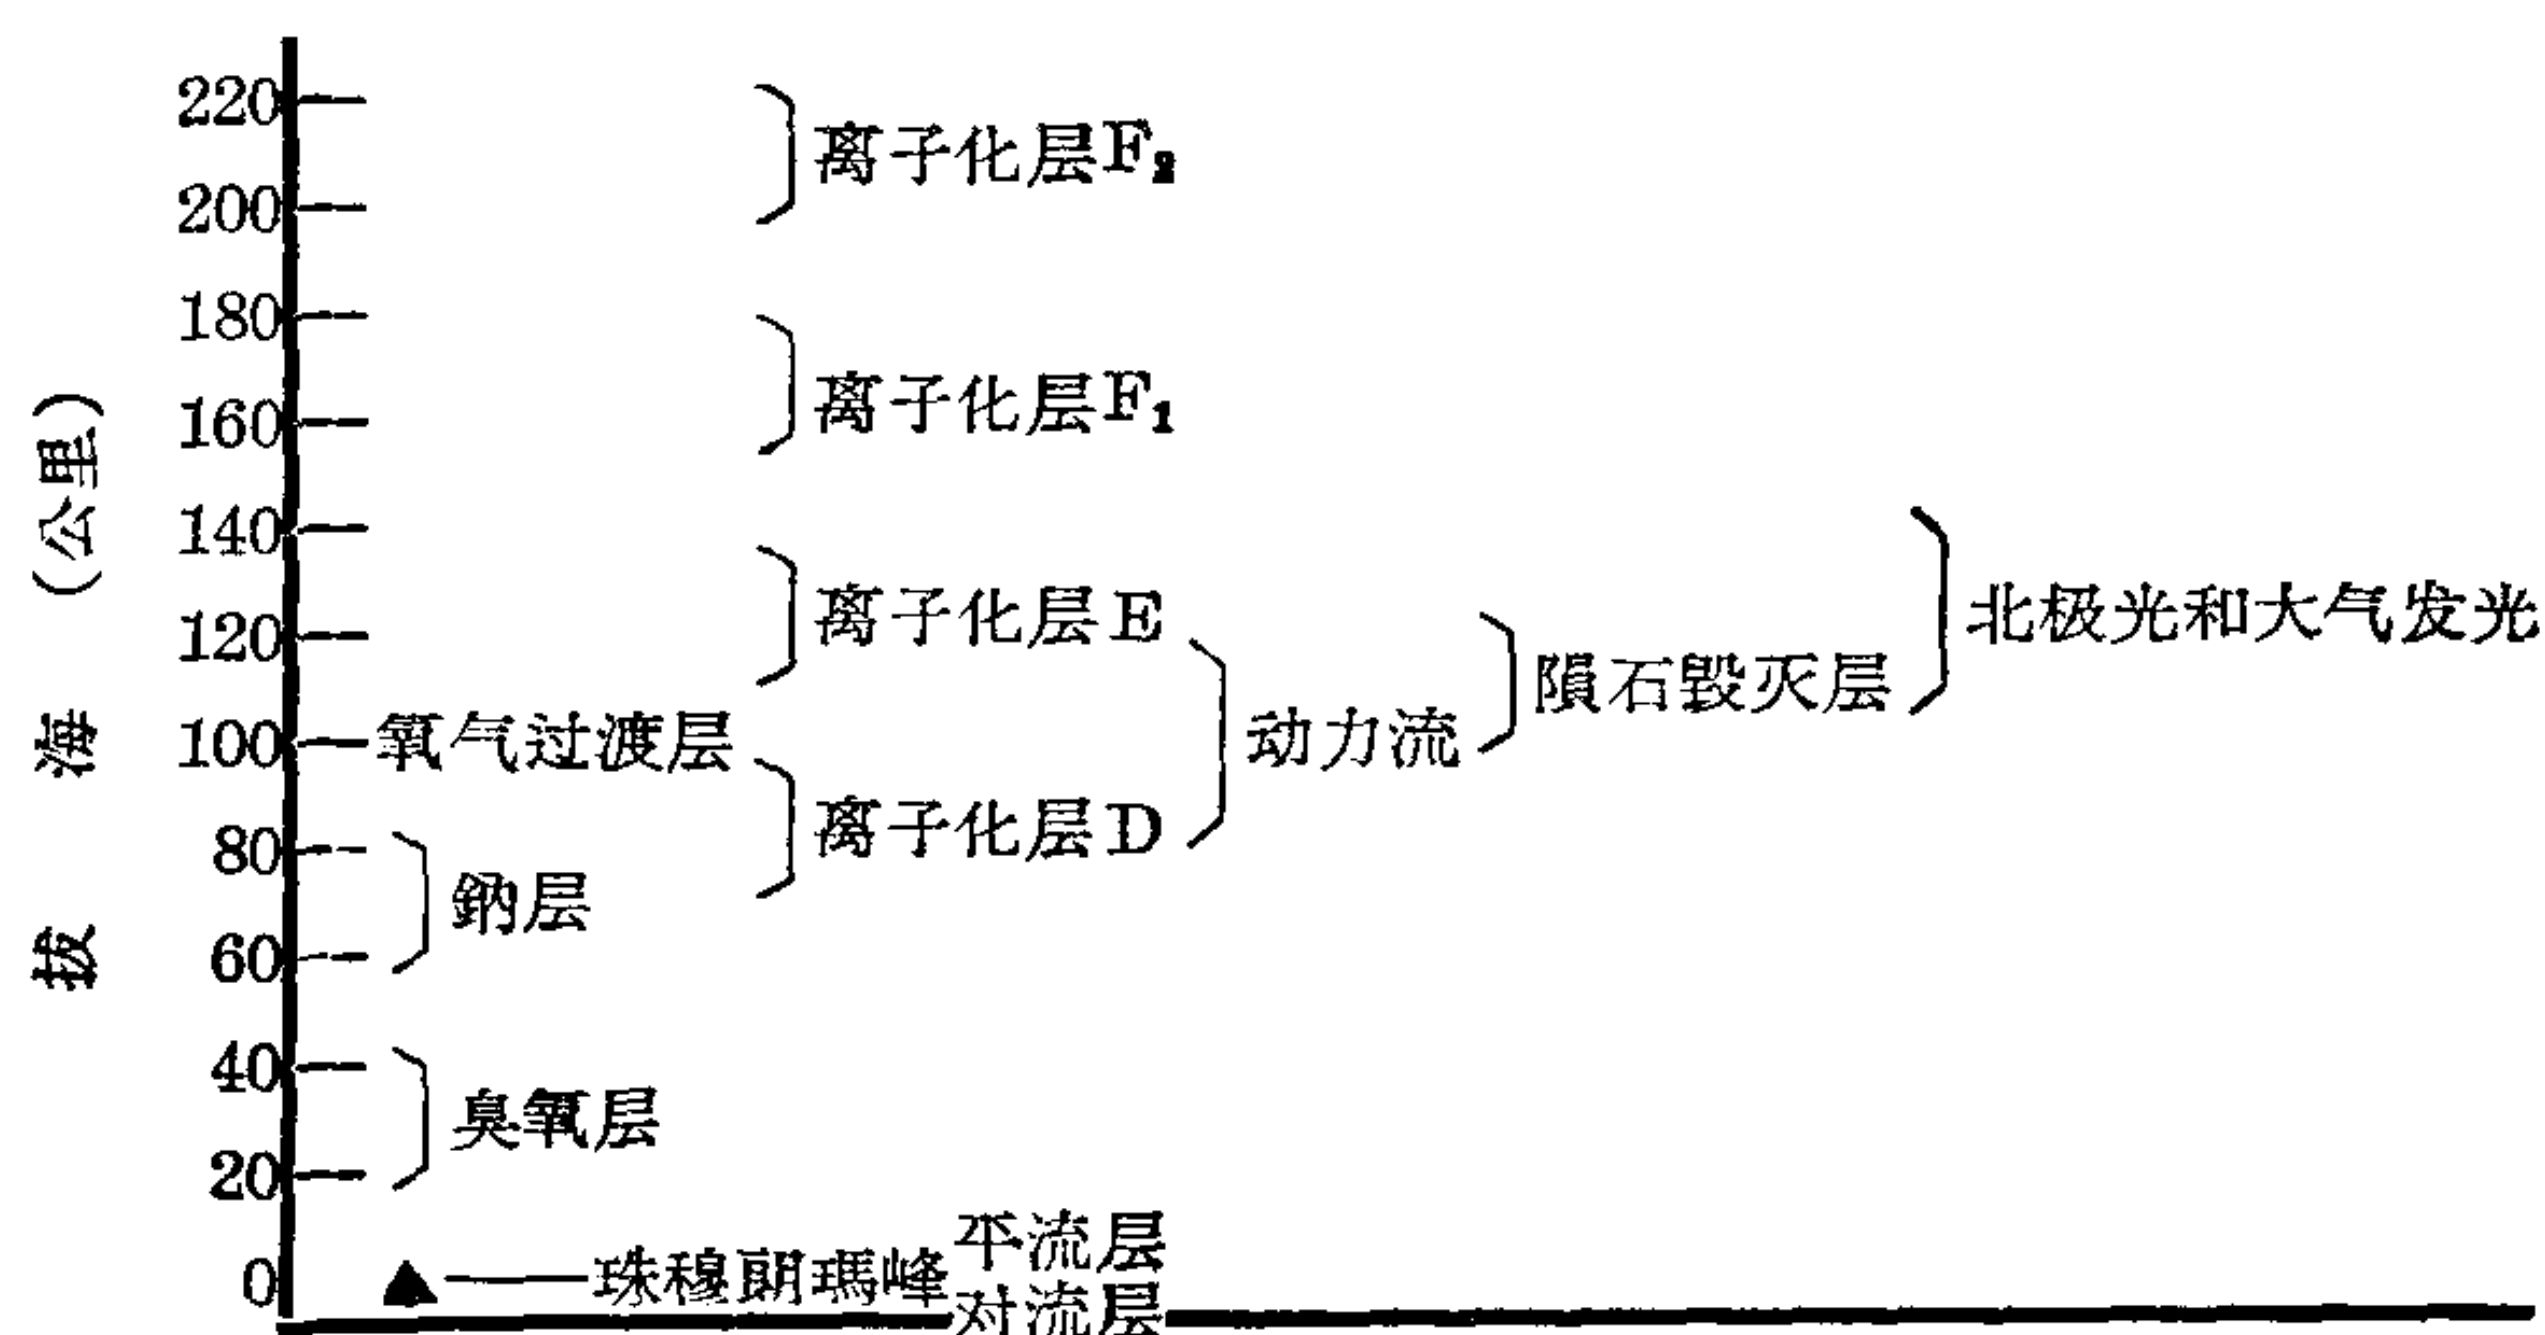 220
离子化层F₂
200
180
离子化层F₁
160
140
离子化层E
120
北极光和大气发光
陨石毀灭层
100
氧气过渡层
动力流
80
离子化层D
鈉层
60
40
臭氧层
20
平流层
0
珠穆朗瑪峰
对流层
拔海(公里)